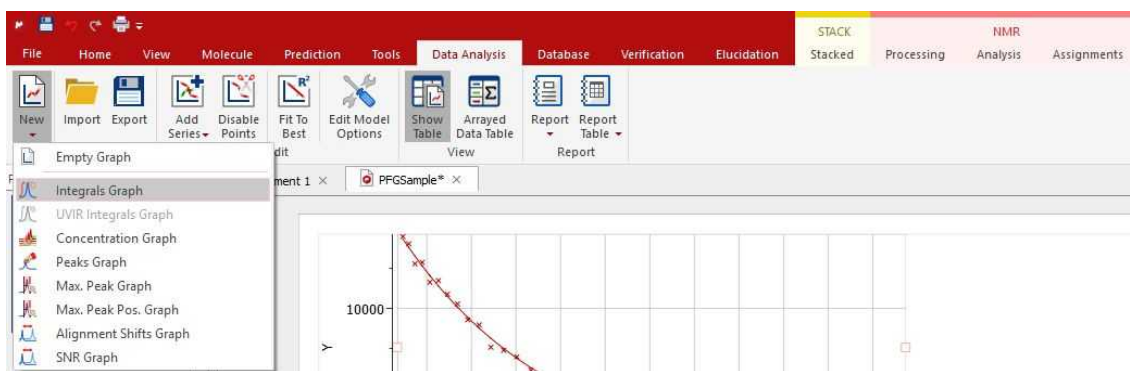 STACK NMR
File Home View Molecule Prediction Tools Data Analysis Database Verification Elucidation Stacked Processing Analysis Assignments
R²
New Import Export Add Series Disable Points Fit To Best Edit Model Options Show Table Arrayed Data Table Report Report Table
dit View Report
Empty Graph
ment 1 × PFGSample* ×
Integrals Graph
UVIR Integrals Graph
Concentration Graph
Peaks Graph
Max. Peak Graph
Max. Peak Pos. Graph
Alignment Shifts Graph
SNR Graph
10000
Y